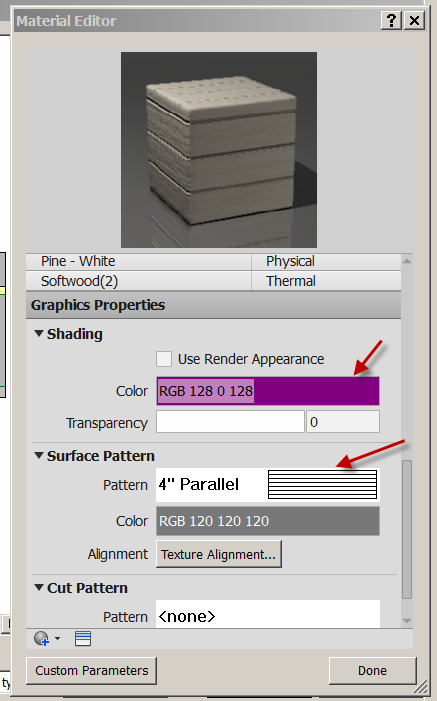 Material Editor
Pine - White Physical
Softwood(2) Thermal
Graphics Properties
Shading
Use Render Appearance
Color RGB 128 0 128
Transparency 0
Surface Pattern
Pattern 4" Parallel
Color RGB 120 120 120
Alignment Texture Alignment...
Cut Pattern
Pattern <none>
ty
Custom Parameters Done